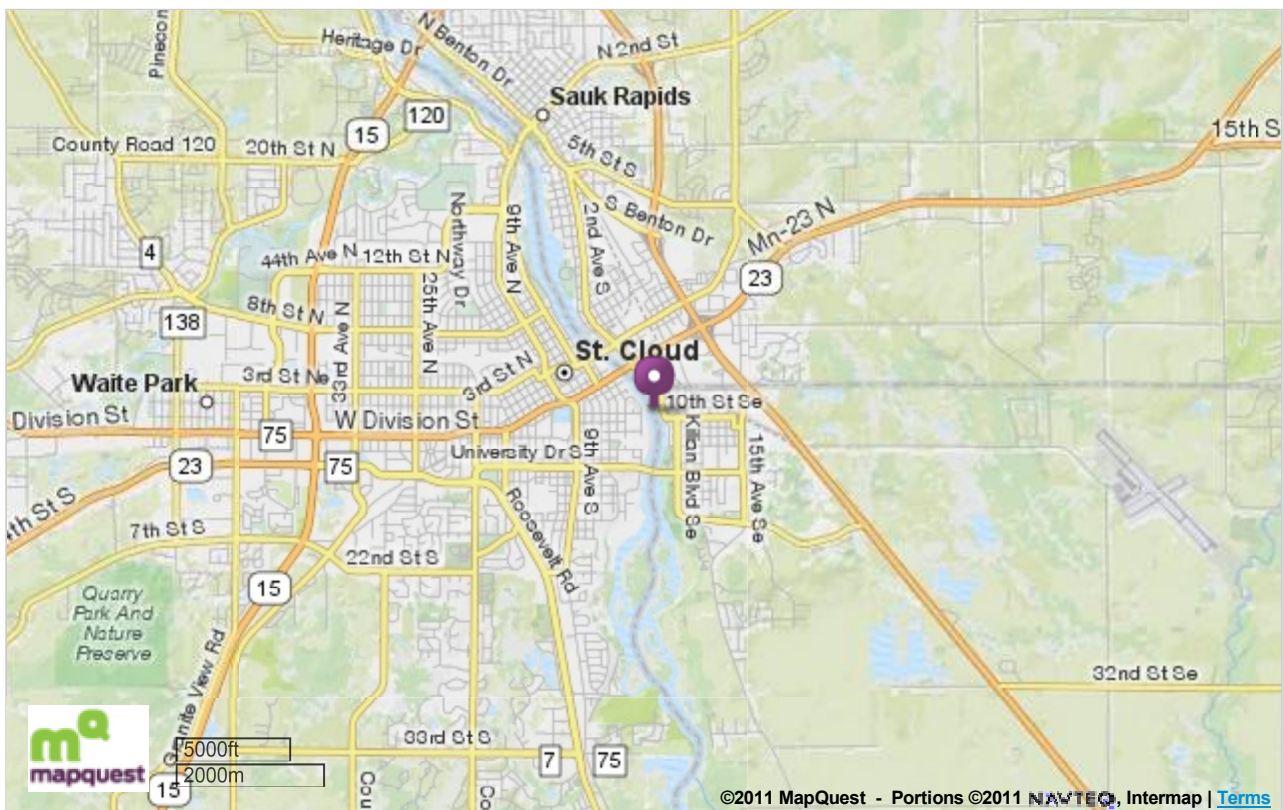 Pinecon
Heritage Dr
N Benton Dr
N 2nd St
Sauk Rapids
120
15
15th S
County Road 120
20th St N
5th St S
Northway Dr
9th Ave N
2nd Ave S
S Benton Dr
Mn-23 N
4
44th Ave N
12th St N
25th Ave N
23
138
8th St N
33rd Ave N
St. Cloud
Waite Park
3rd St Ne
3rd St N
10th St Se
Division St
75
W Division St
Kilian Blvd Se
15th Ave Se
23
75
University Dr S
9th Ave S
4th St S
7th St S
Roosevelt Rd
22nd St S
15
Quarry
Park And
Nature
Preserve
Granite View Rd
32nd St Se
mq
mapquest
5000ft
2000m
33rd St S
7
75
15
Cou
Co
©2011 MapQuest - Portions ©2011 NAVTEQ, Intermap | Terms